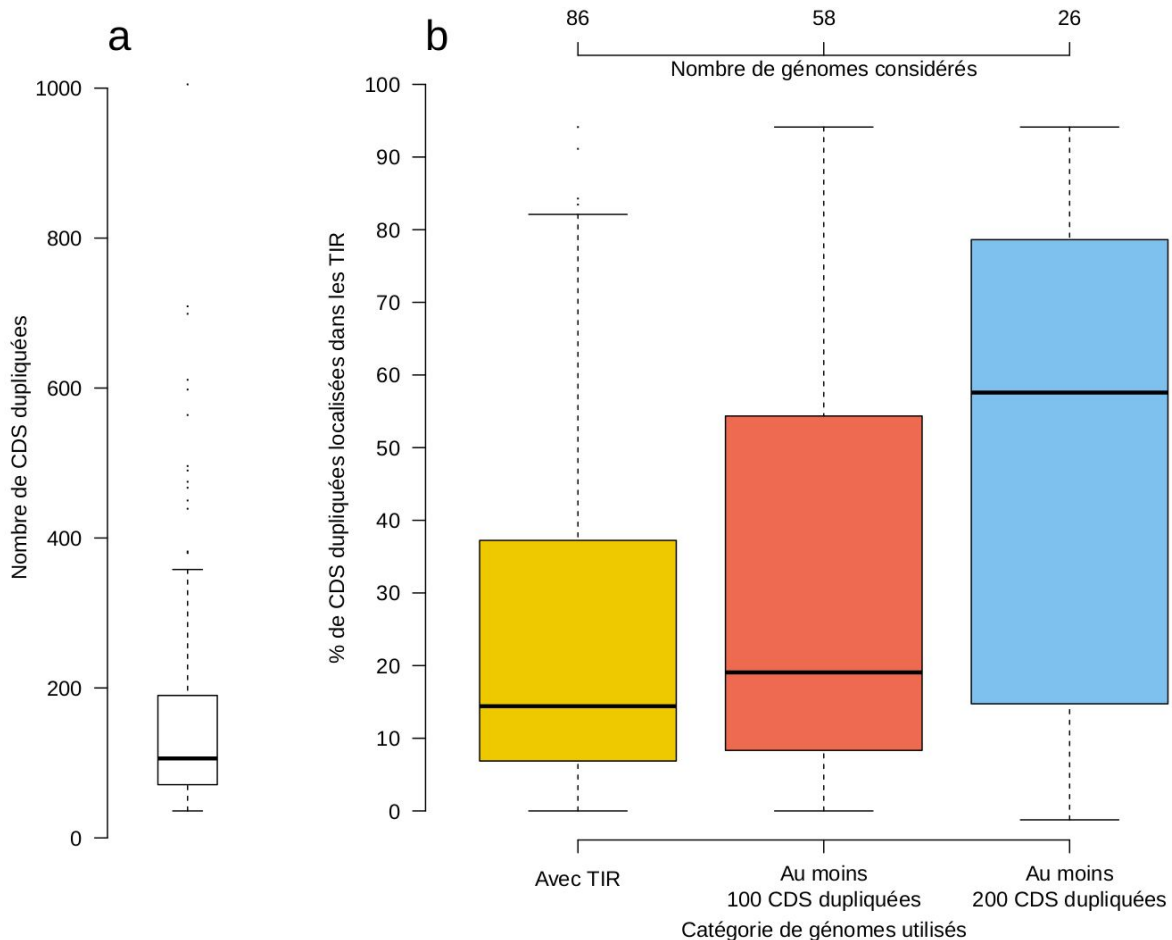 a
b
86
58
26
Nombre de génomes considérés
1000
800
600
400
200
0
Nombre de CDS dupliquées
100
90
80
70
60
50
40
30
20
10
0
% de CDS dupliquées localisées dans les TIR
Avec TIR
Au moins
100 CDS dupliquées
Au moins
200 CDS dupliquées
Catégorie de génomes utilisés